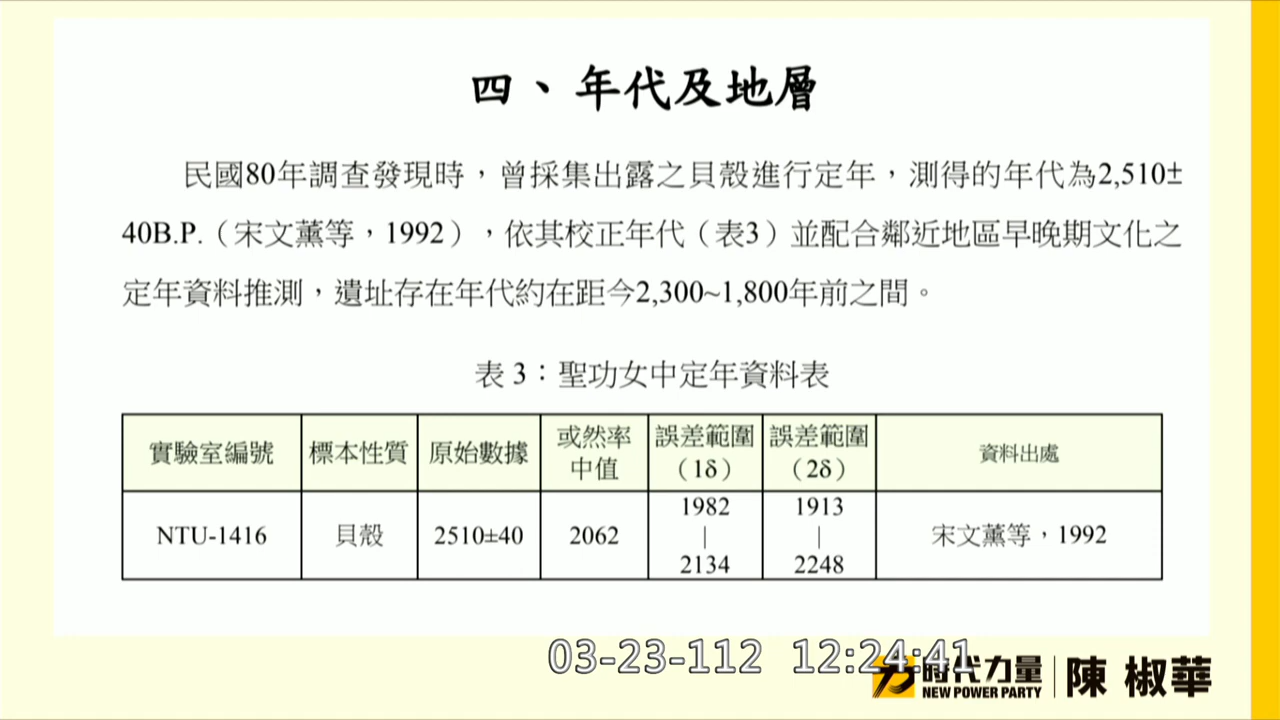 四、年代及地層
民國80年調查發現時，曾採集出露之貝殼進行定年，測得的年代為2,510±
40B.P.（宋文薰等，1992），依其校正年代（表3）並配合鄰近地區早晚期文化之
定年資料推測，遺址存在年代約在距今2,300~1,800年前之間。
表 3：聖功女中定年資料表
實驗室編號 標本性質 原始數據 或然率中值 誤差範圍（1δ） 誤差範圍（2δ） 資料出處
NTU-1416 貝殼 2510±40 2062 1982｜2134 1913｜2248 宋文薰等，1992
03-23-112 12:24:41
時代力量 陳 椒華
NEW POWER PARTY